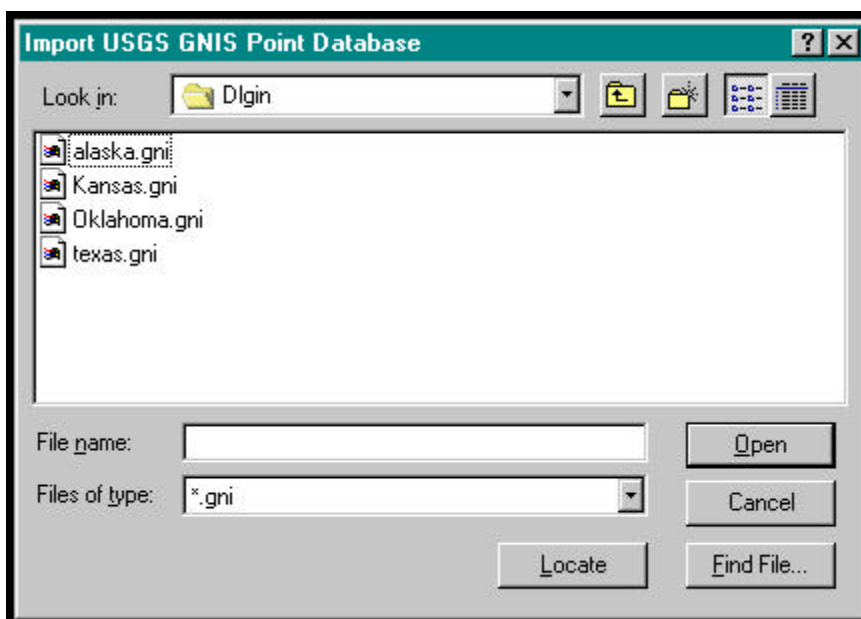 Import USGS GNIS Point Database
Look in: Dlgin
alaska.gni
Kansas.gni
Oklahoma.gni
texas.gni
File name: Open
Files of type: *.gni Cancel
Locate Find File...